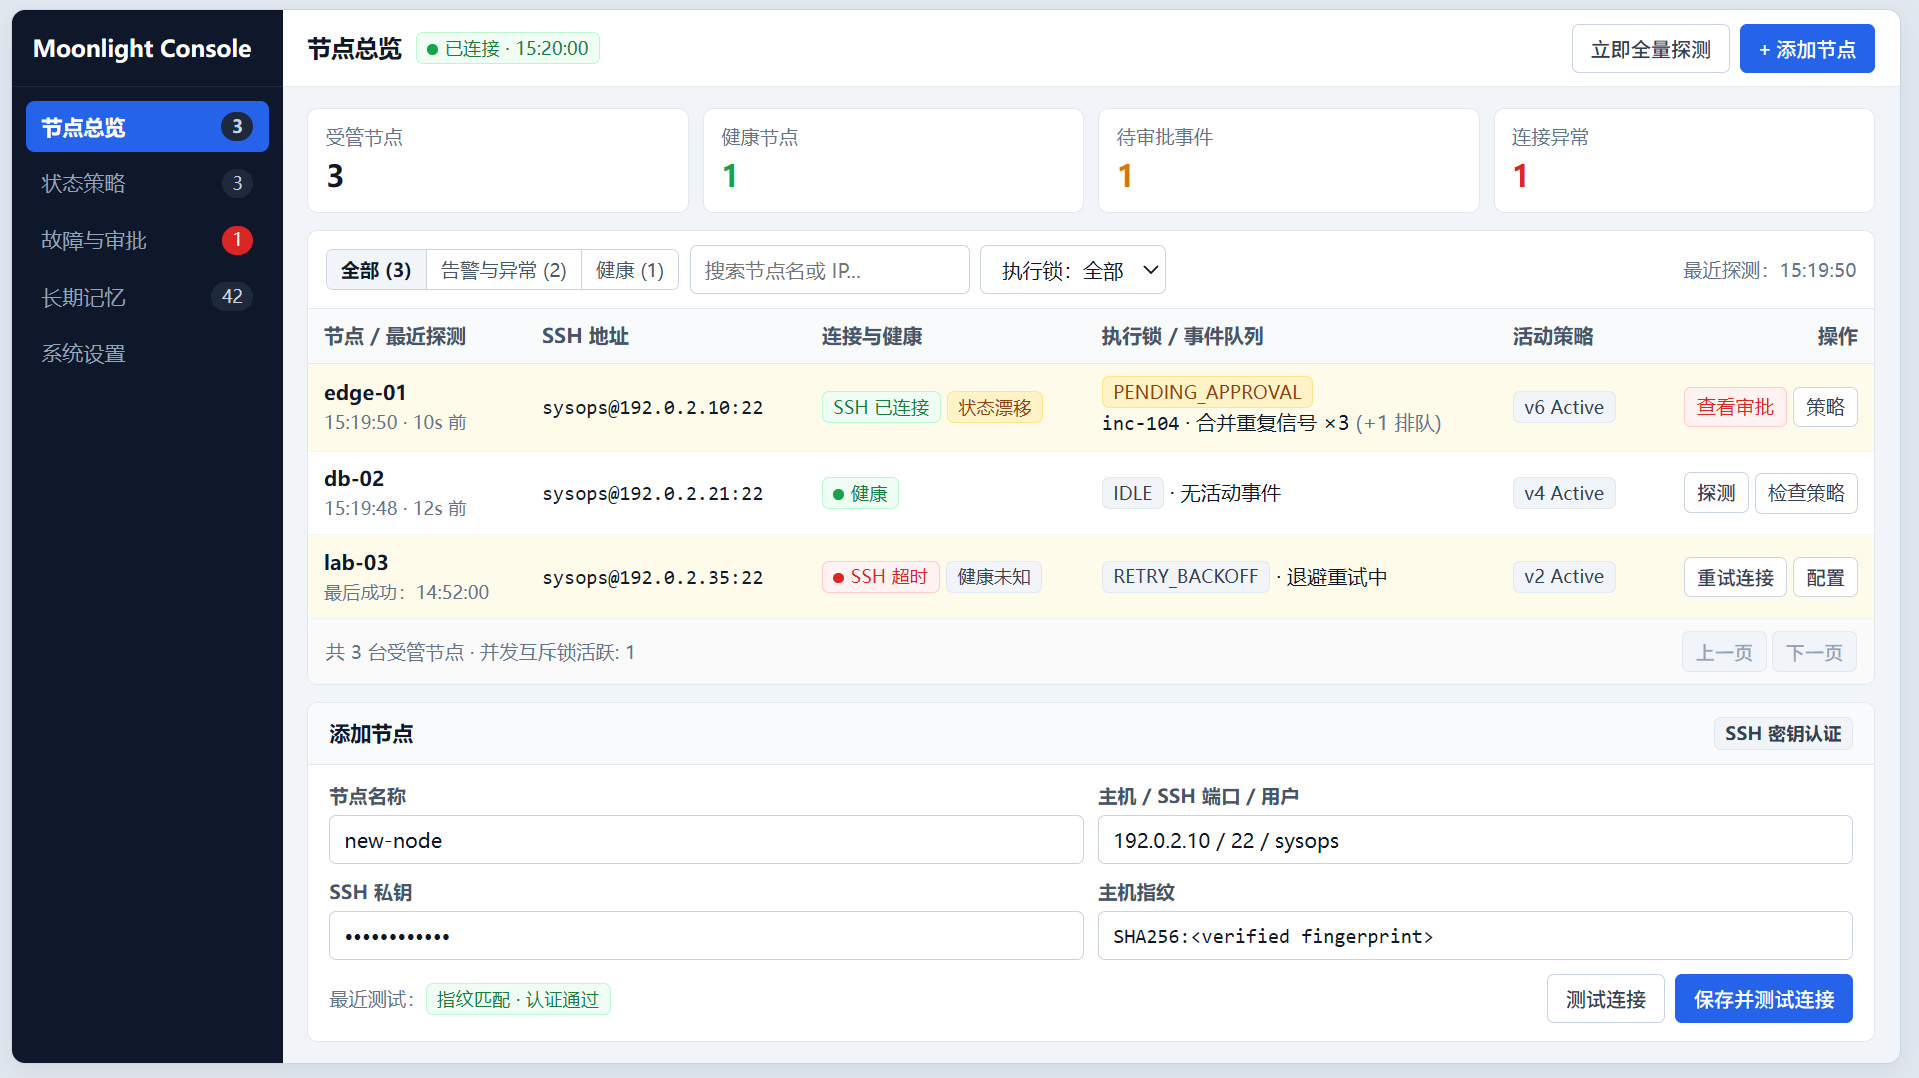 Moonlight Console
节点总览 3
状态策略 3
故障与审批 1
长期记忆 42
系统设置
节点总览 已连接 · 15:20:00 立即全量探测 + 添加节点
受管节点 健康节点 待审批事件 连接异常
3 1 1 1
全部 (3) 告警与异常 (2) 健康 (1) 搜索节点名或 IP... 执行锁：全部 最近探测：15:19:50
节点 / 最近探测 SSH 地址 连接与健康 执行锁 / 事件队列 活动策略 操作
edge-01 sysops@192.0.2.10:22 SSH 已连接 状态漂移 PENDING_APPROVAL v6 Active 查看审批 策略
15:19:50 · 10s 前 inc-104 · 合并重复信号 ×3 (+1 排队)
db-02 sysops@192.0.2.21:22 健康 IDLE · 无活动事件 v4 Active 探测 检查策略
15:19:48 · 12s 前
lab-03 sysops@192.0.2.35:22 SSH 超时 健康未知 RETRY_BACKOFF · 退避重试中 v2 Active 重试连接 配置
最后成功：14:52:00
共 3 台受管节点 · 并发互斥锁活跃: 1 上一页 下一页
添加节点 SSH 密钥认证
节点名称 主机 / SSH 端口 / 用户
new-node 192.0.2.10 / 22 / sysops
SSH 私钥 主机指纹
•••••••••••• SHA256:<verified fingerprint>
最近测试： 指纹匹配 · 认证通过 测试连接 保存并测试连接